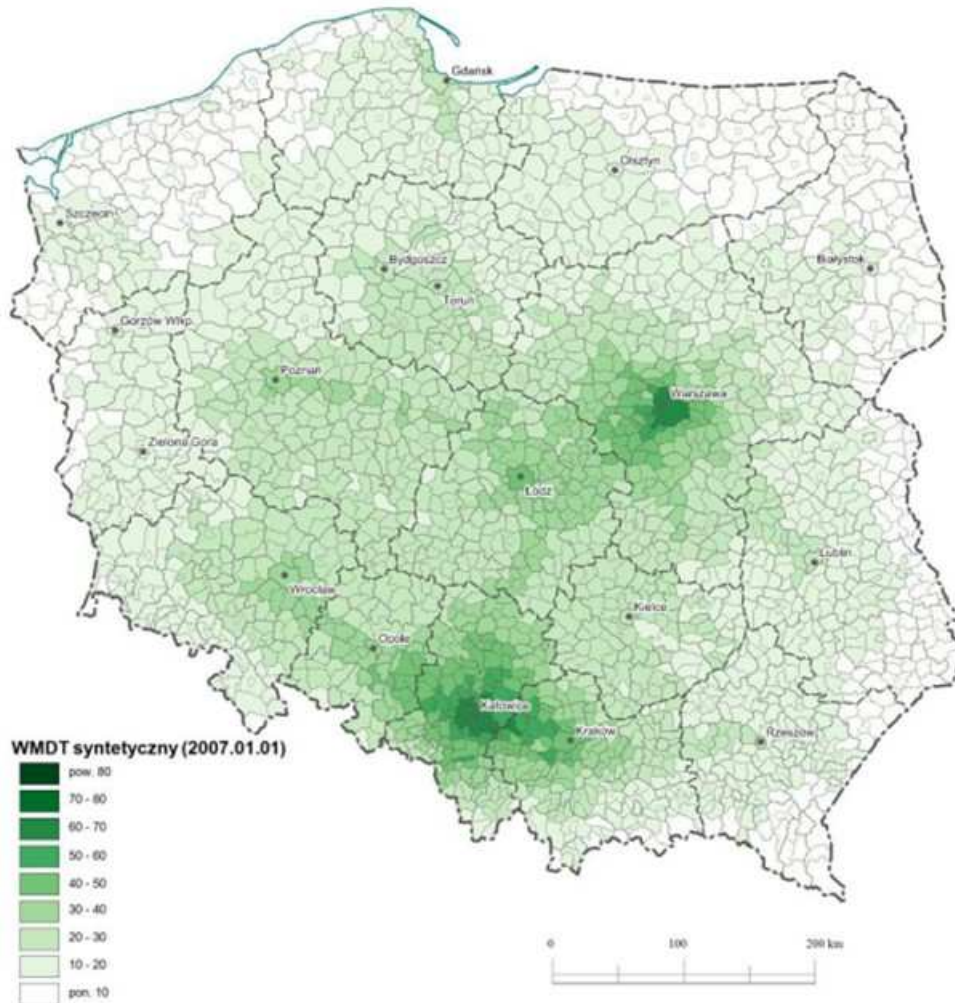 Gdańsk
Olsztyn
Szczecin
Bydgoszcz
Białystok
Toruń
Gorzów Wlkp.
Poznań
Warszawa
Zielona Góra
Łódź
Lublin
Wrocław
Kielce
Opole
Katowice
Kraków
Rzeszów
WMDT syntetyczny (2007.01.01)
pow. 80
70 - 80
60 - 70
50 - 60
40 - 50
30 - 40
20 - 30
10 - 20
pon. 10
0 100 200 km